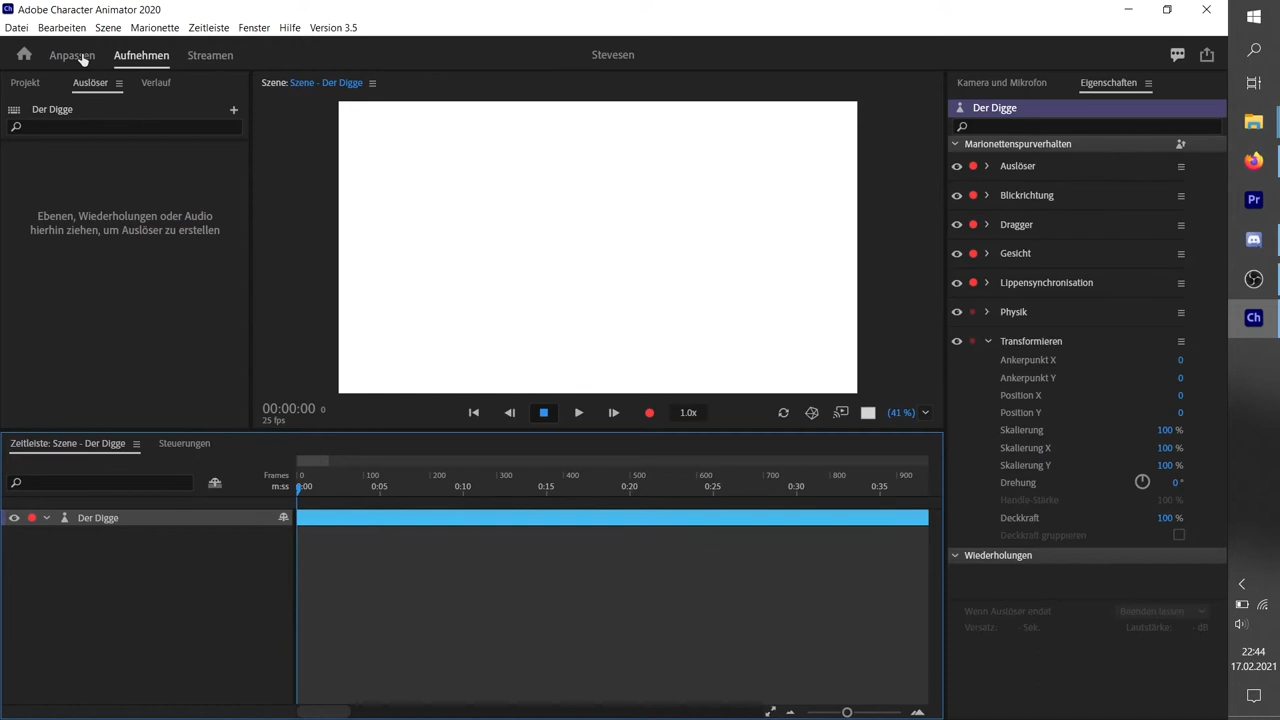 Ch Adobe Character Animator 2020
Datei Bearbeiten Szene Marionette Zeitleiste Fenster Hilfe Version 3.5
Anpassen Aufnehmen Streamen Stevesen
Projekt Auslöser Verlauf Szene: Szene - Der Digge Kamera und Mikrofon Eigenschaften
Der Digge +
Der Digge
Marionettenspurverhalten
Auslöser
Blickrichtung
Dragger
Gesicht
Lippensynchronisation
Physik
Transformieren
Ankerpunkt X 0
Ankerpunkt Y 0
Position X 0
Position Y 0
Skalierung 100 %
Skalierung X 100 %
Skalierung Y 100 %
Drehung 0 °
Handle-Stärke 100 %
Deckkraft 100 %
Deckkraft gruppieren
Wiederholungen
Wenn Auslöser endet Beenden lassen
Versatz: - Sek. Lautstärke: - dB
Ebenen, Wiederholungen oder Audio
hierhin ziehen, um Auslöser zu erstellen
00:00:00 0
25 fps
1.0x
(41 %)
Zeitleiste: Szene - Der Digge Steuerungen
Frames 0 100 200 300 400 500 600 700 800 900
m:ss 0:00 0:05 0:10 0:15 0:20 0:25 0:30 0:35
Der Digge
Pr
Ch
22:44
17.02.2021